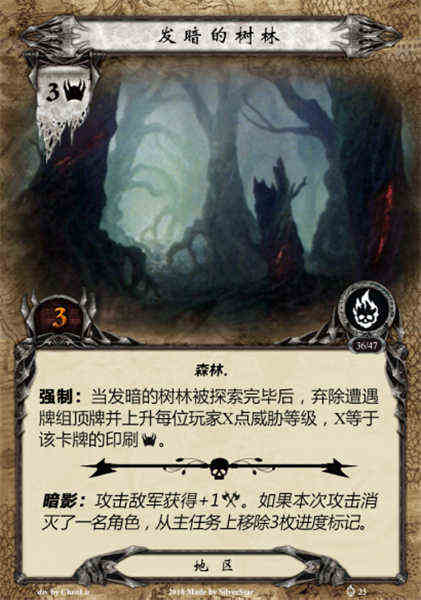 发暗的树林
3
3
36/47
森林.
强制：当发暗的树林被探索完毕后，弃除遭遇
牌组顶牌并上升每位玩家X点威胁等级，X等于
该卡牌的印刷。
暗影：攻击敌军获得+1。如果本次攻击消
灭了一名角色，从主任务上移除3枚进度标记。
地区
2016 Made by SilverStar
25